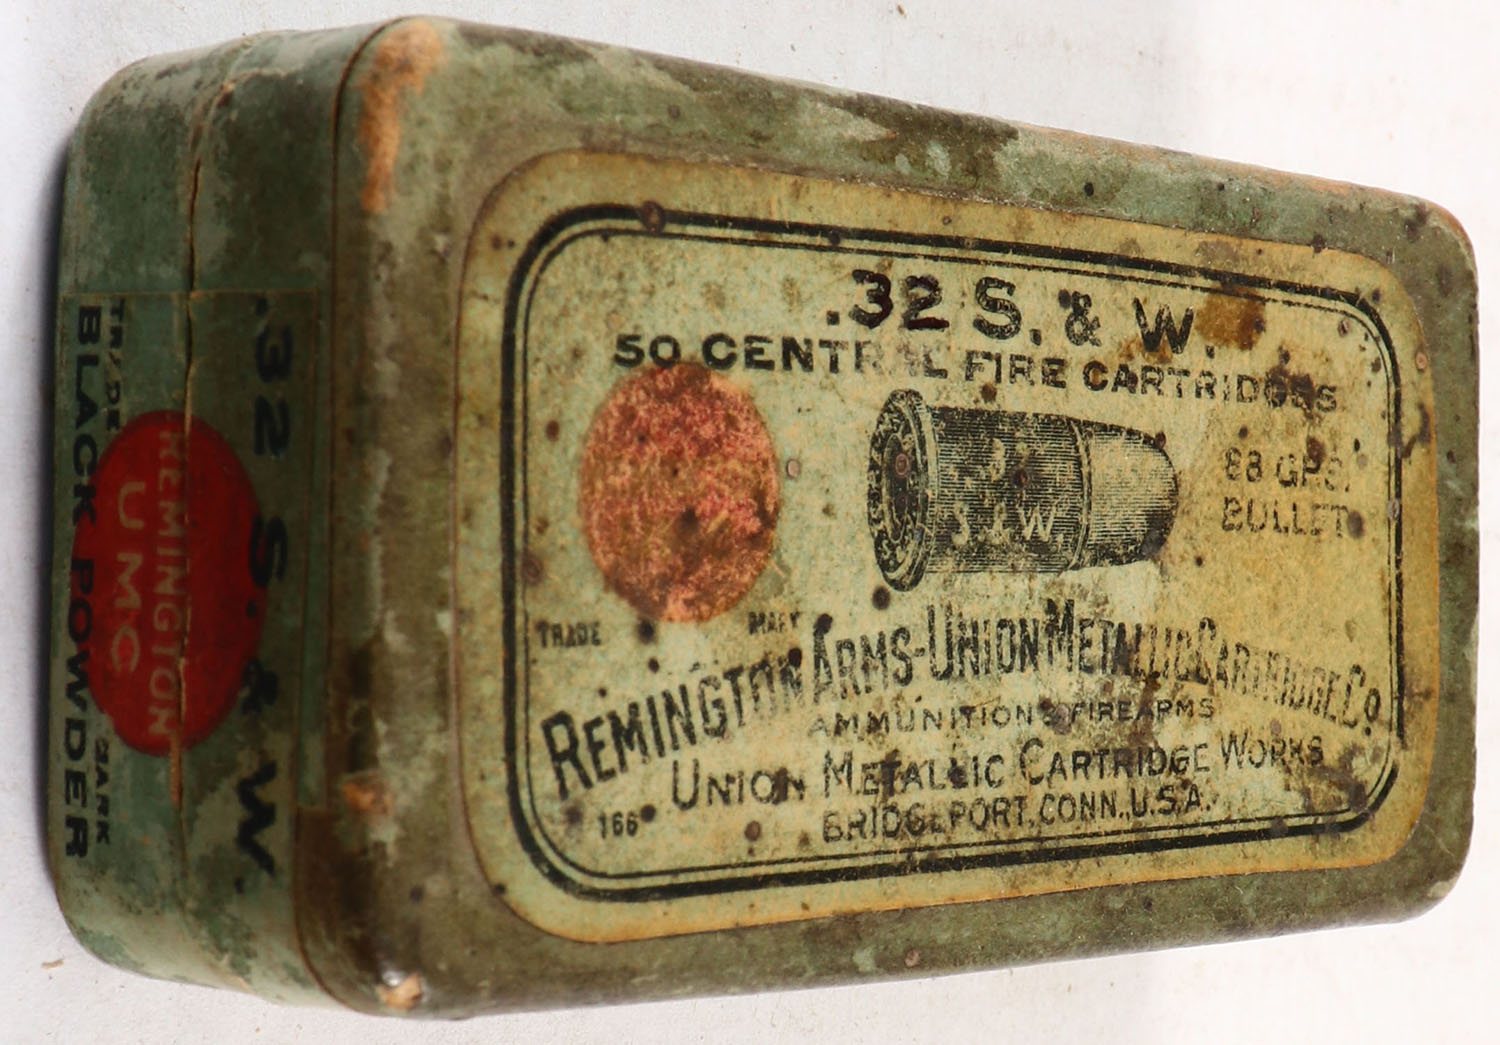 .32 S. & W.
50 CENTRAL FIRE CARTRIDGES
32
S. & W.
88 GRS.
BULLET
TRADE MARK
REMINGTON ARMS-UNION METALLIC CARTRIDGE CO.
AMMUNITION & FIREARMS
UNION METALLIC CARTRIDGE WORKS
166 BRIDGEPORT, CONN., U.S.A.
.32 S. & W.
REMINGTON
UMC
TRADE MARK
BLACK POWDER